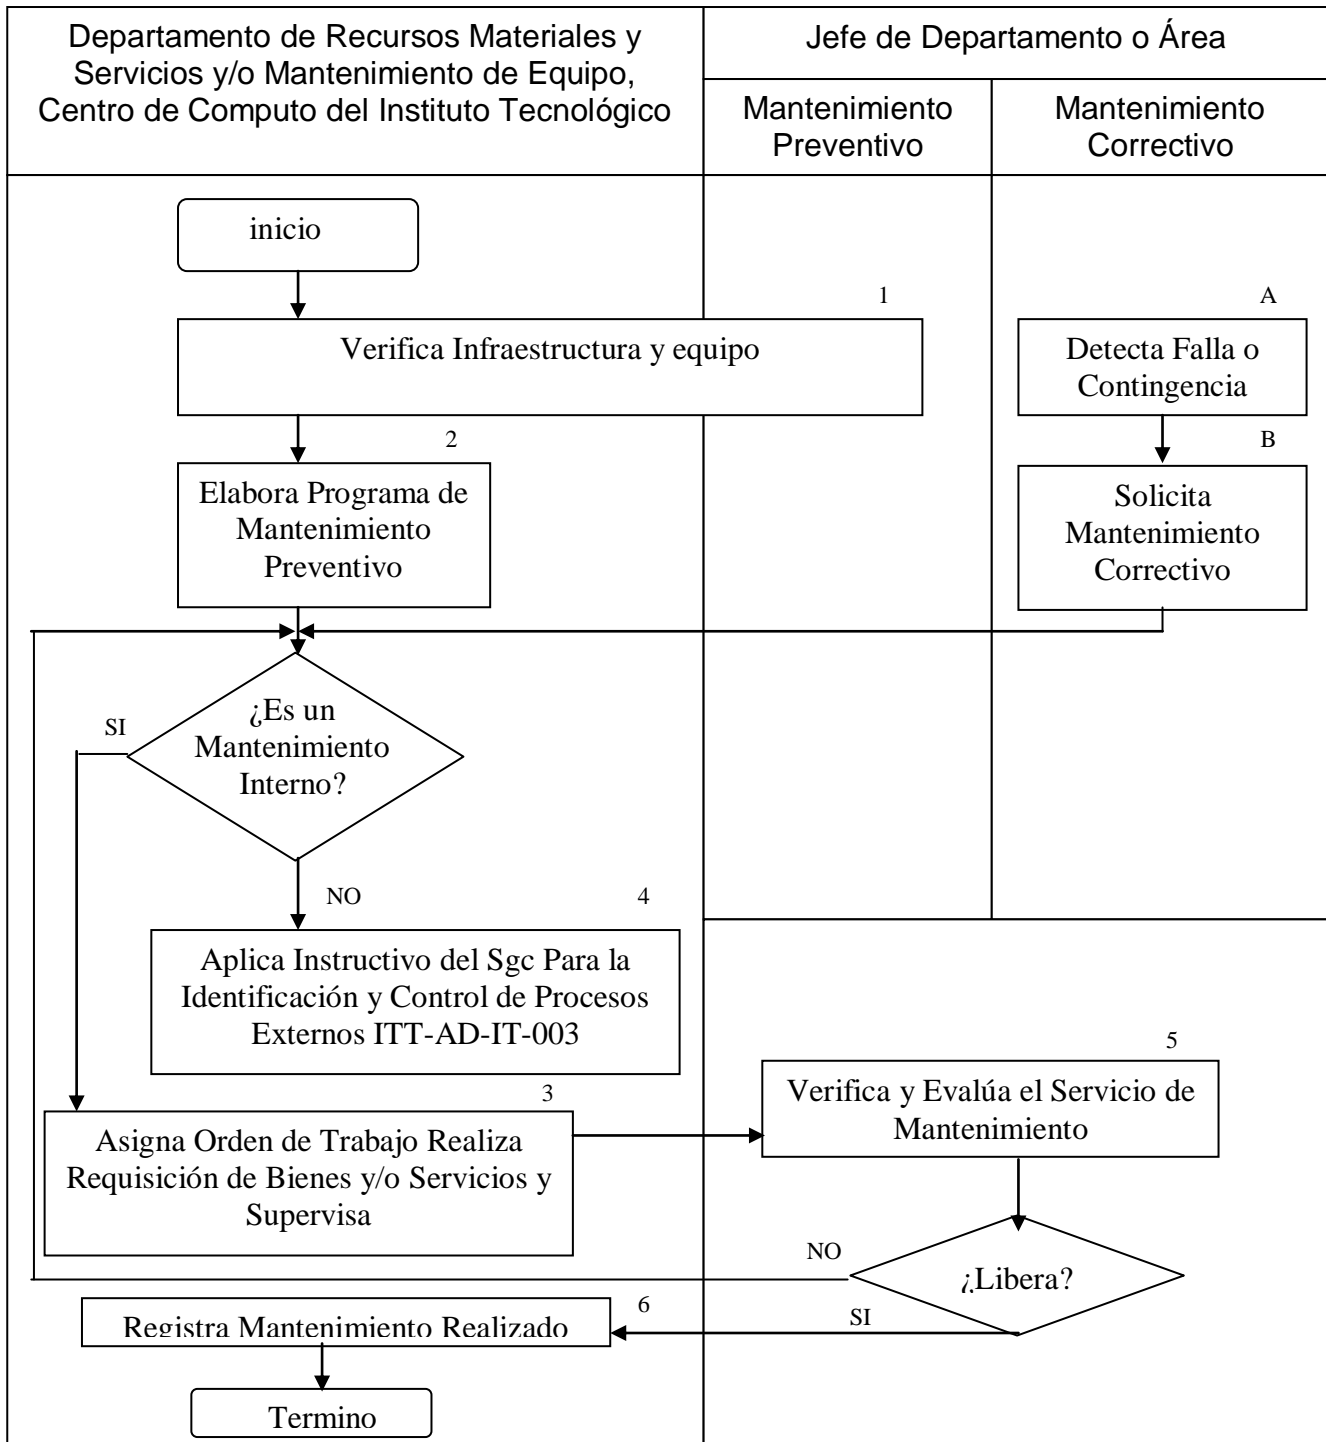 Departamento de Recursos Materiales y
Servicios y/o Mantenimiento de Equipo,
Centro de Computo del Instituto Tecnológico
Jefe de Departamento o Área
Mantenimiento
Preventivo
Mantenimiento
Correctivo
inicio
1
Verifica Infraestructura y equipo
A
Detecta Falla o
Contingencia
2
Elabora Programa de
Mantenimiento
Preventivo
B
Solicita
Mantenimiento
Correctivo
SI
¿Es un
Mantenimiento
Interno?
NO
4
Aplica Instructivo del Sgc Para la
Identificación y Control de Procesos
Externos ITT-AD-IT-003
3
Asigna Orden de Trabajo Realiza
Requisición de Bienes y/o Servicios y
Supervisa
5
Verifica y Evalúa el Servicio de
Mantenimiento
NO
¿Libera?
SI
6
Registra Mantenimiento Realizado
Termino